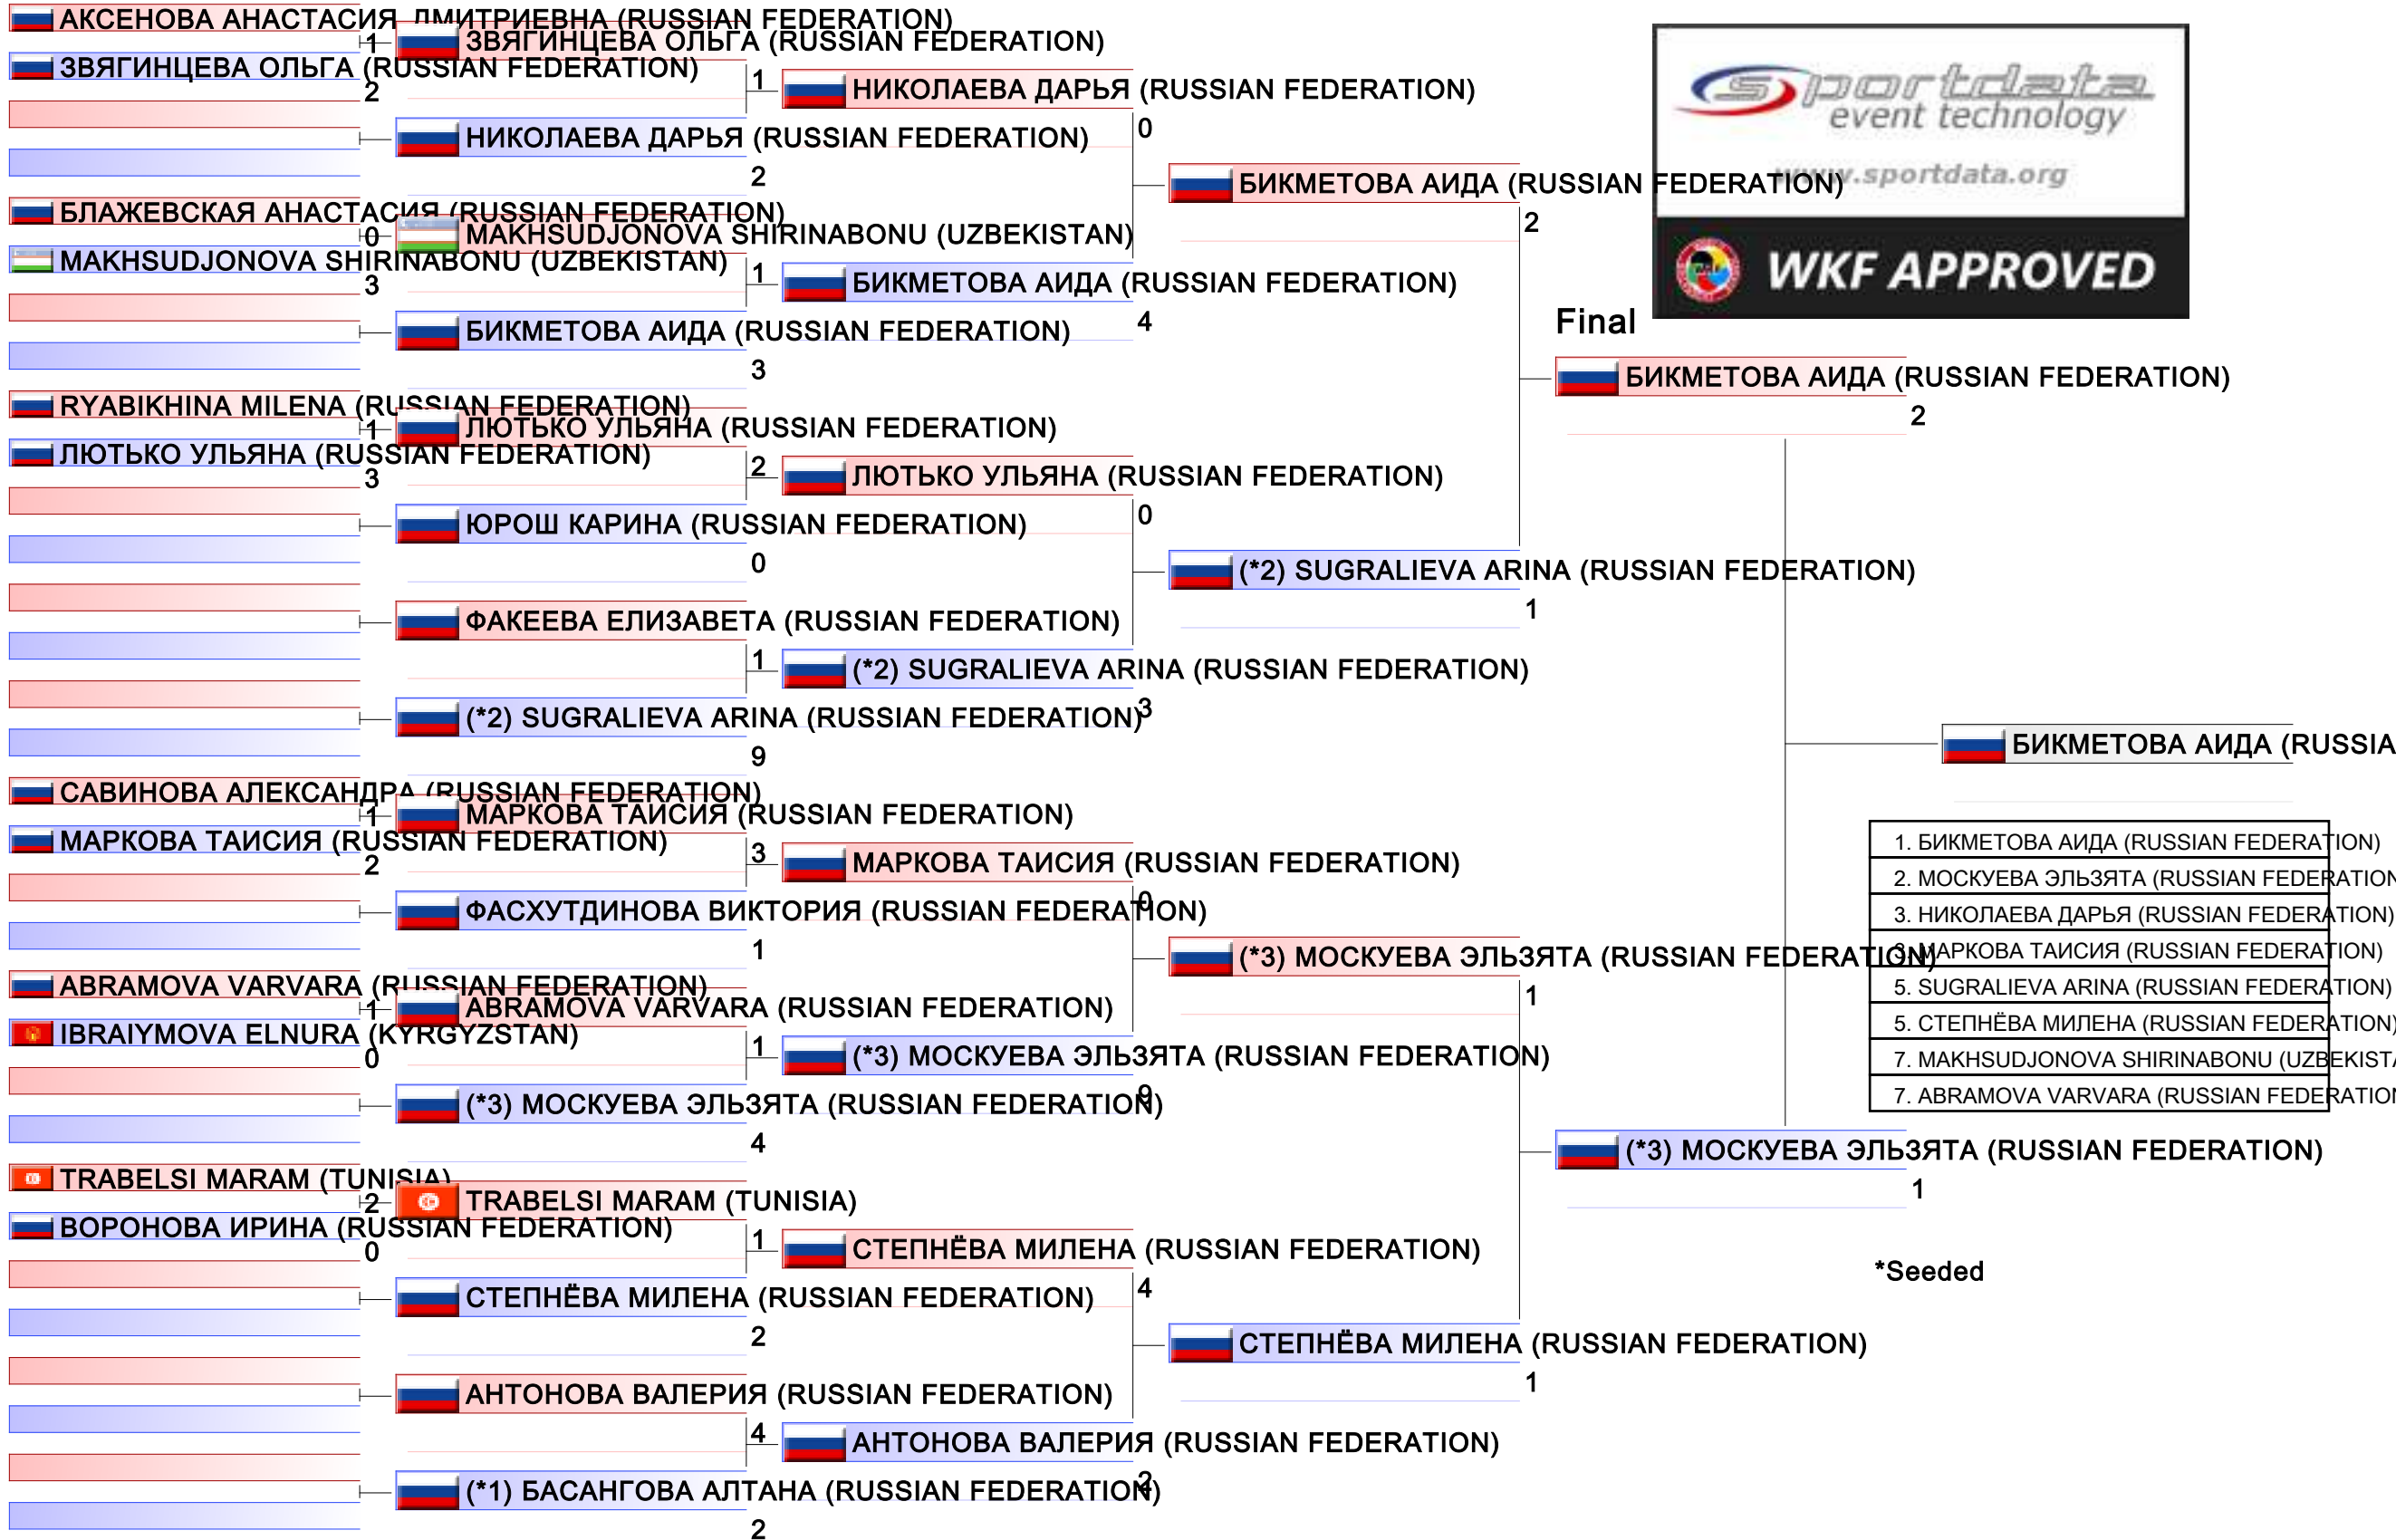 АКСЕНОВА АНАСТАСИЯ ДМИТРИЕВНА (RUSSIAN FEDERATION)
1
ЗВЯГИНЦЕВА ОЛЬГА (RUSSIAN FEDERATION)
2
БЛАЖЕВСКАЯ АНАСТАСИЯ (RUSSIAN FEDERATION)
0
MAKHSUDJONOVA SHIRINABONU (UZBEKISTAN)
3
RYABIKHINA MILENA (RUSSIAN FEDERATION)
1
ЛЮТЬКО УЛЬЯНА (RUSSIAN FEDERATION)
3
САВИНОВА АЛЕКСАНДРА (RUSSIAN FEDERATION)
1
МАРКОВА ТАИСИЯ (RUSSIAN FEDERATION)
2
ABRAMOVA VARVARA (RUSSIAN FEDERATION)
1
IBRAIYMOVA ELNURA (KYRGYZSTAN)
0
TRABELSI MARAM (TUNISIA)
2
ВОРОНОВА ИРИНА (RUSSIAN FEDERATION)
0
ЗВЯГИНЦЕВА ОЛЬГА (RUSSIAN FEDERATION)
1
НИКОЛАЕВА ДАРЬЯ (RUSSIAN FEDERATION)
2
MAKHSUDJONOVA SHIRINABONU (UZBEKISTAN)
1
БИКМЕТОВА АИДА (RUSSIAN FEDERATION)
3
ЛЮТЬКО УЛЬЯНА (RUSSIAN FEDERATION)
2
ЮРОШ КАРИНА (RUSSIAN FEDERATION)
0
ФАКЕЕВА ЕЛИЗАВЕТА (RUSSIAN FEDERATION)
1
(*2) SUGRALIEVA ARINA (RUSSIAN FEDERATION)
9
МАРКОВА ТАИСИЯ (RUSSIAN FEDERATION)
3
ФАСХУТДИНОВА ВИКТОРИЯ (RUSSIAN FEDERATION)
1
ABRAMOVA VARVARA (RUSSIAN FEDERATION)
1
(*3) МОСКУЕВА ЭЛЬЗЯТА (RUSSIAN FEDERATION)
4
TRABELSI MARAM (TUNISIA)
1
СТЕПНЁВА МИЛЕНА (RUSSIAN FEDERATION)
2
АНТОНОВА ВАЛЕРИЯ (RUSSIAN FEDERATION)
4
(*1) БАСАНГОВА АЛТАНА (RUSSIAN FEDERATION)
2
НИКОЛАЕВА ДАРЬЯ (RUSSIAN FEDERATION)
0
БИКМЕТОВА АИДА (RUSSIAN FEDERATION)
4
ЛЮТЬКО УЛЬЯНА (RUSSIAN FEDERATION)
0
(*2) SUGRALIEVA ARINA (RUSSIAN FEDERATION)
3
МАРКОВА ТАИСИЯ (RUSSIAN FEDERATION)
0
(*3) МОСКУЕВА ЭЛЬЗЯТА (RUSSIAN FEDERATION)
9
СТЕПНЁВА МИЛЕНА (RUSSIAN FEDERATION)
4
АНТОНОВА ВАЛЕРИЯ (RUSSIAN FEDERATION)
2
БИКМЕТОВА АИДА (RUSSIAN FEDERATION)
2
(*2) SUGRALIEVA ARINA (RUSSIAN FEDERATION)
1
(*3) МОСКУЕВА ЭЛЬЗЯТА (RUSSIAN FEDERATION)
1
СТЕПНЁВА МИЛЕНА (RUSSIAN FEDERATION)
1
sportdata
event technology
www.sportdata.org
WKF APPROVED
Final
БИКМЕТОВА АИДА (RUSSIAN FEDERATION)
2
(*3) МОСКУЕВА ЭЛЬЗЯТА (RUSSIAN FEDERATION)
1
БИКМЕТОВА АИДА (RUSSIA
1. БИКМЕТОВА АИДА (RUSSIAN FEDERATION)
2. МОСКУЕВА ЭЛЬЗЯТА (RUSSIAN FEDERATION
3. НИКОЛАЕВА ДАРЬЯ (RUSSIAN FEDERATION)
3. МАРКОВА ТАИСИЯ (RUSSIAN FEDERATION)
5. SUGRALIEVA ARINA (RUSSIAN FEDERATION)
5. СТЕПНЁВА МИЛЕНА (RUSSIAN FEDERATION)
7. MAKHSUDJONOVA SHIRINABONU (UZBEKISTA
7. ABRAMOVA VARVARA (RUSSIAN FEDERATION
*Seeded